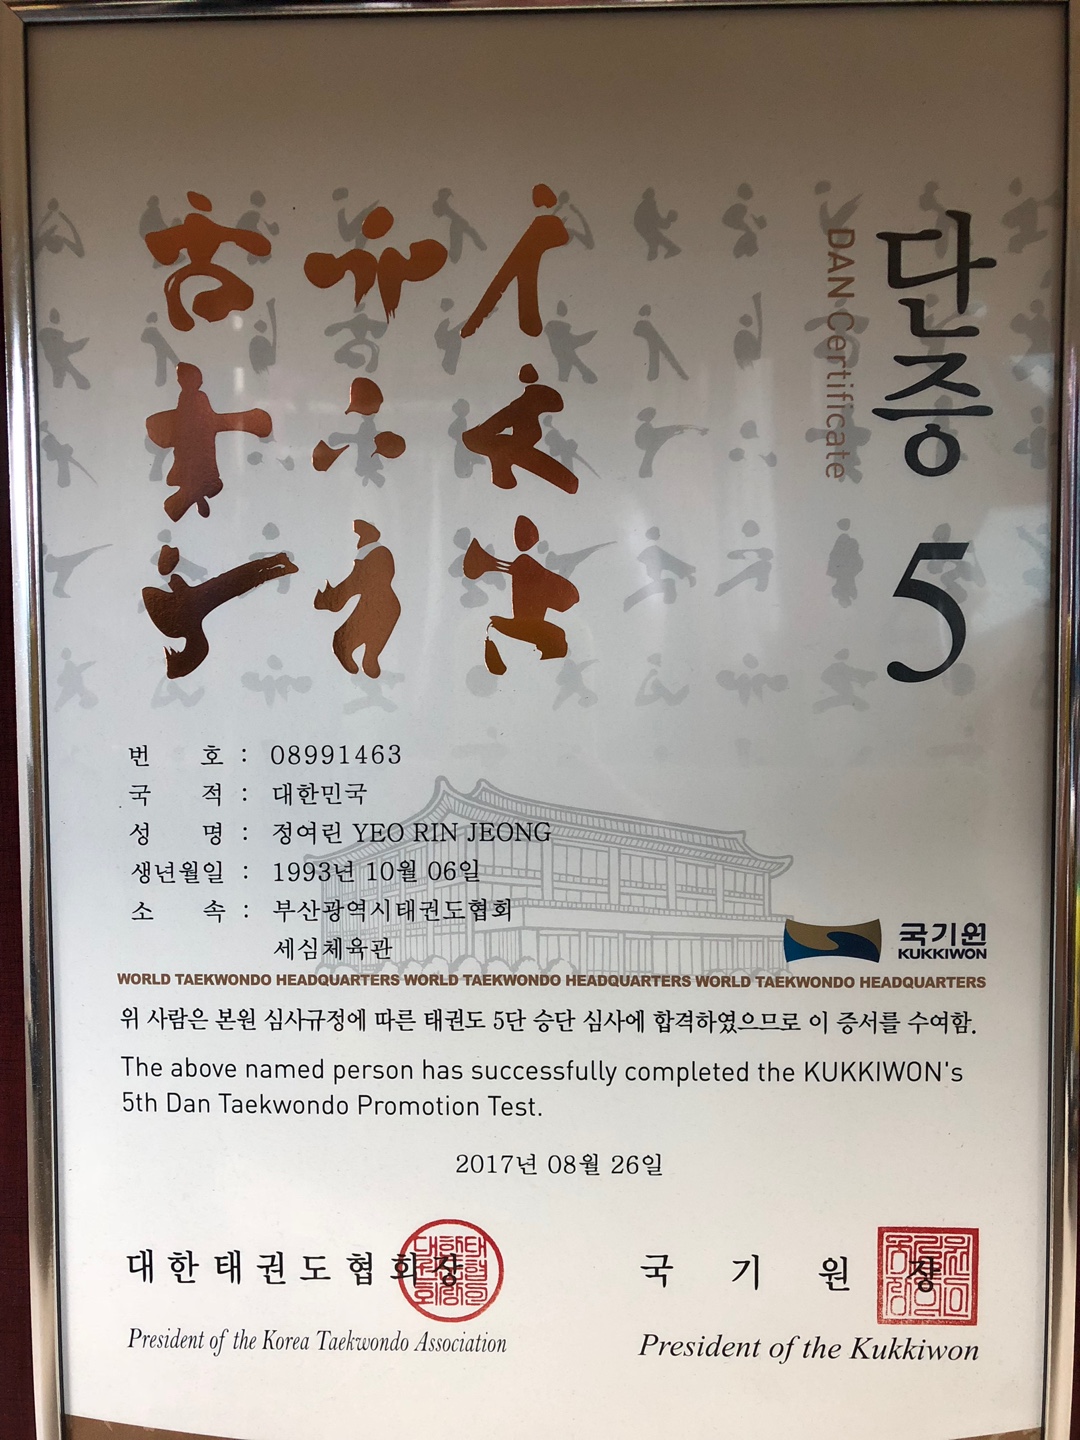 단증
DAN Certificate
5
번 호 : 08991463
국 적 : 대한민국
성 명 : 정여린 YEO RIN JEONG
생년월일 : 1993년 10월 06일
소 속 : 부산광역시태권도협회
세심체육관
국기원
KUKKIWON
WORLD TAEKWONDO HEADQUARTERS WORLD TAEKWONDO HEADQUARTERS WORLD TAEKWONDO HEADQUARTERS
위 사람은 본원 심사규정에 따른 태권도 5단 승단 심사에 합격하였으므로 이 증서를 수여함.
The above named person has successfully completed the KUKKIWON's
5th Dan Taekwondo Promotion Test.
2017년 08월 26일
대한태권도협회장
President of the Korea Taekwondo Association
국 기 원 장
President of the Kukkiwon